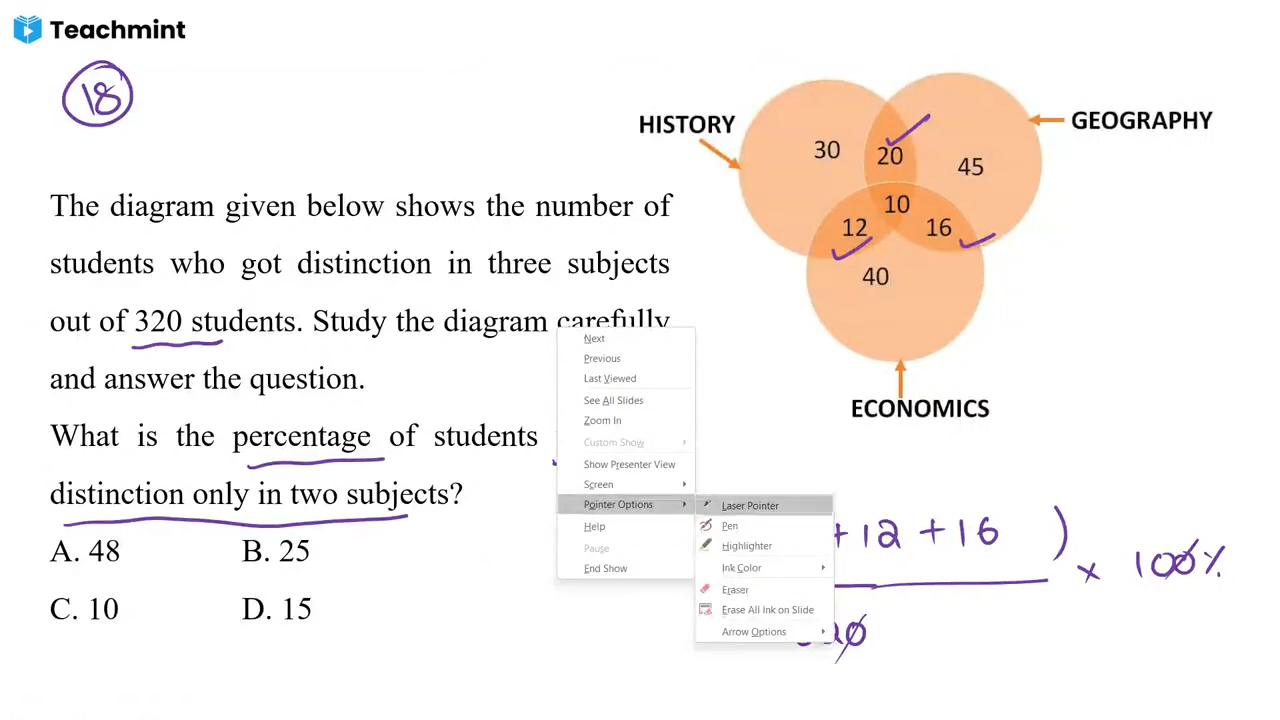 Teachmint
18
HISTORY
GEOGRAPHY
30
20
45
10
12
16
40
ECONOMICS
The diagram given below shows the number of
students who got distinction in three subjects
out of 320 students. Study the diagram carefully
and answer the question.
What is the percentage of students
distinction only in two subjects?
A. 48 B. 25
C. 10 D. 15
Next
Previous
Last Viewed
See All Slides
Zoom In
Custom Show
Show Presenter View
Screen
Pointer Options
Help
Pause
End Show
Laser Pointer
Pen
Highlighter
Ink Color
Eraser
Erase All Ink on Slide
Arrow Options
+12 +16 ) × 100%